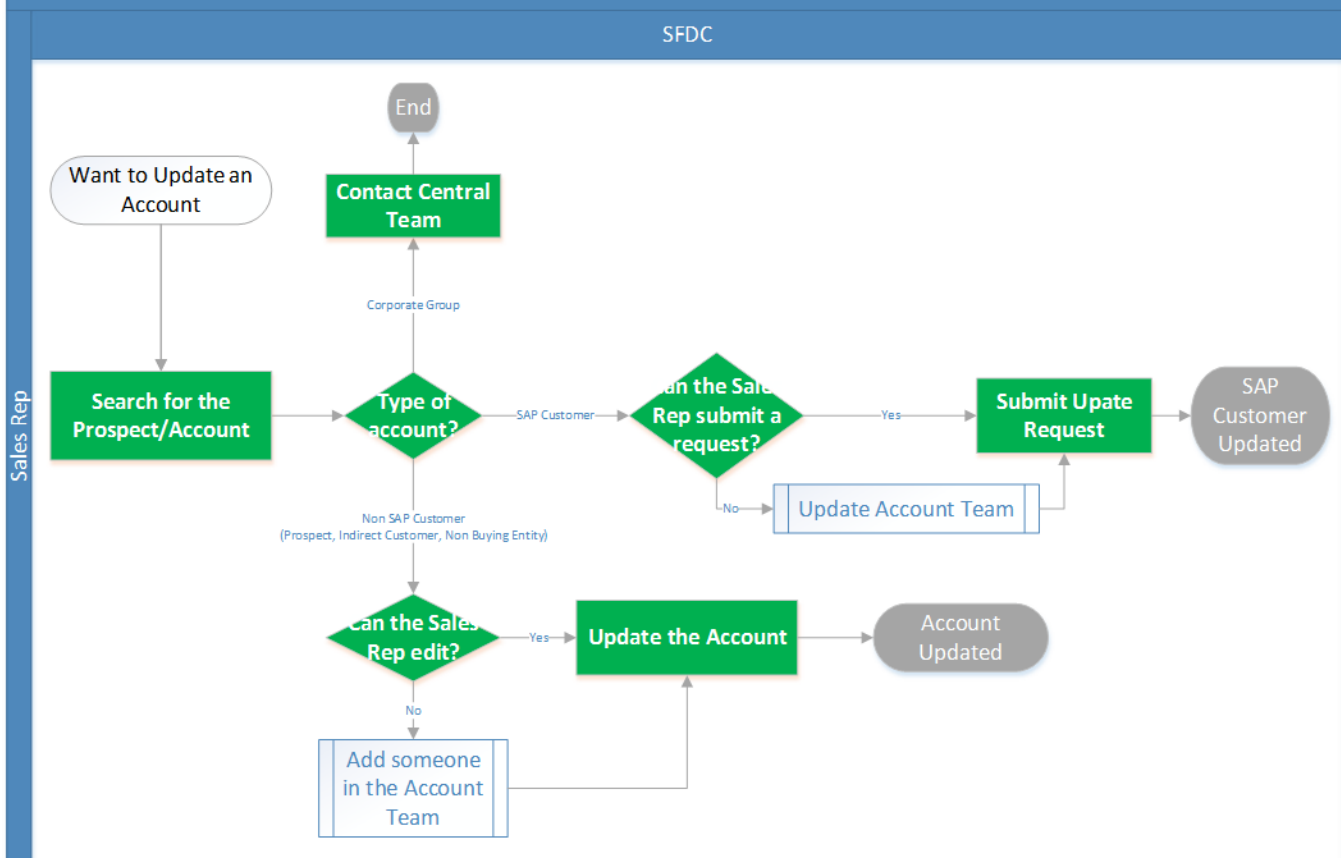 SFDC
Sales Rep
End
Want to Update an
Account
Contact Central
Team
Corporate Group
Search for the
Prospect/Account
Type of
account?
SAP Customer
an the Sale
Rep submit a
request?
Yes
Submit Upate
Request
SAP
Customer
Updated
No
Update Account Team
Non SAP Customer
(Prospect, Indirect Customer, Non Buying Entity)
Can the Sales
Rep edit?
Yes
Update the Account
Account
Updated
No
Add someone
in the Account
Team